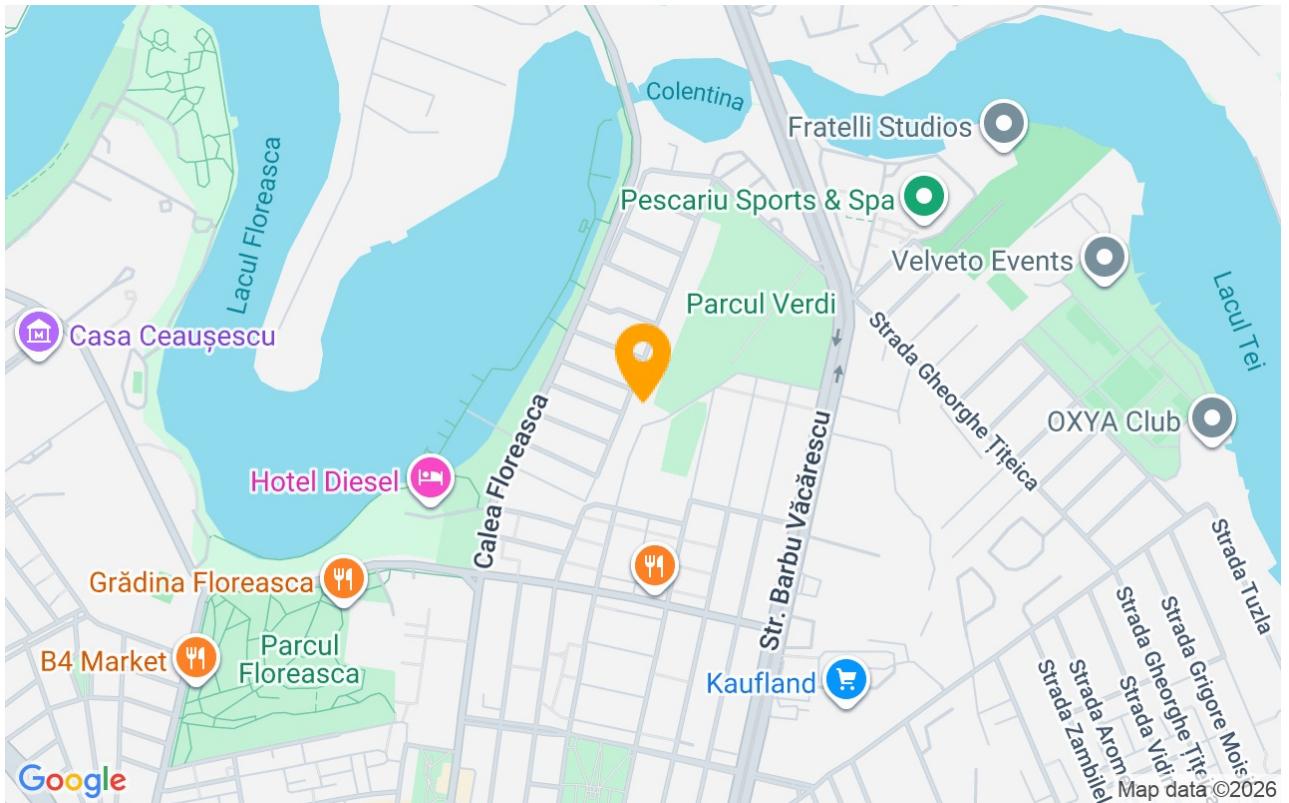 Colentina
Fratelli Studios
Lacul Floreasca
Pescariu Sports & Spa
Velveto Events
Parcul Verdi
Lacul Tei
Casa Ceaușescu
Strada Gheorghe Țițeica
Calea Floreasca
OXYA Club
Hotel Diesel
Str. Barbu Văcărescu
Grădina Floreasca
Strada Tuzla
Parcul
Floreasca
B4 Market
Kaufland
Strada Grigore Moisi
Strada Gheorghe Țițe
Strada Vidi
Strada Arom
Strada Zambilel
Google
Map data ©2026